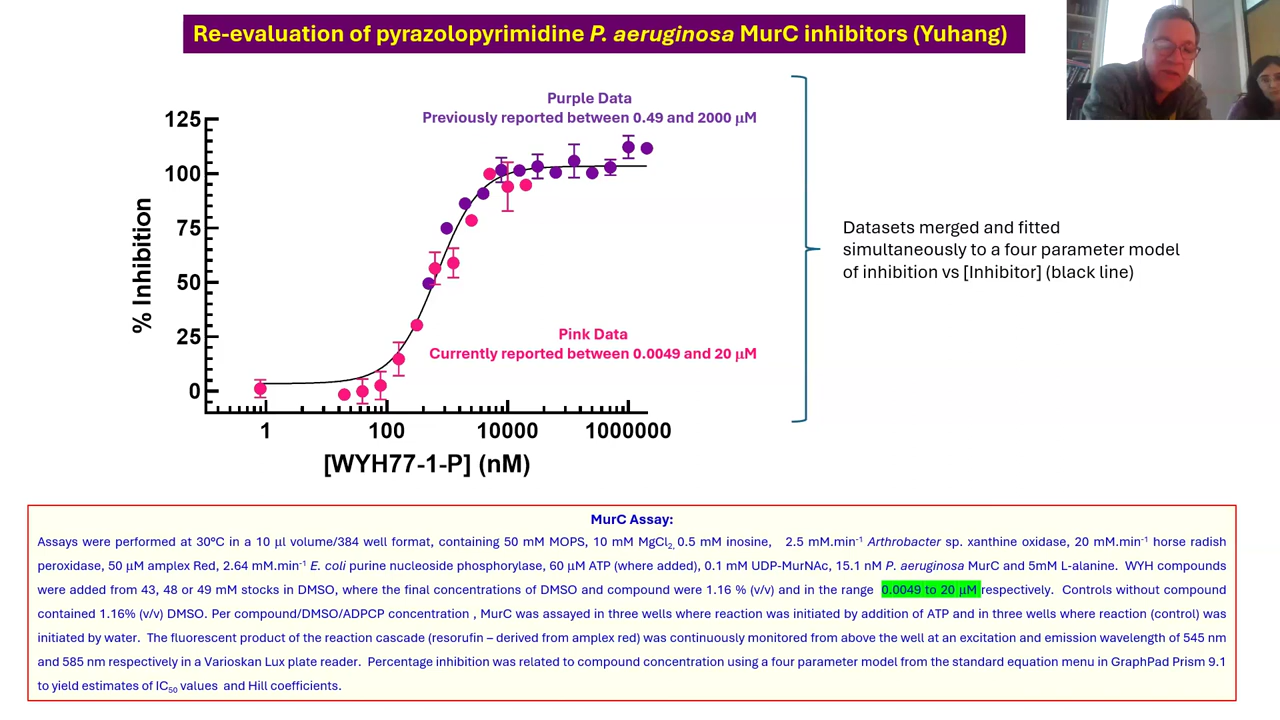 Re-evaluation of pyrazolopyrimidine P. aeruginosa MurC inhibitors (Yuhang)
Purple Data
Previously reported between 0.49 and 2000 μM
125
100
75
50
25
0
% Inhibition
Pink Data
Currently reported between 0.0049 and 20 μM
1
100
10000
1000000
[WYH77-1-P] (nM)
Datasets merged and fitted
simultaneously to a four parameter model
of inhibition vs [Inhibitor] (black line)
MurC Assay:
Assays were performed at 30°C in a 10 μl volume/384 well format, containing 50 mM MOPS, 10 mM MgCl2, 0.5 mM inosine, 2.5 mM.min-1 Arthrobacter sp. xanthine oxidase, 20 mM.min-1 horse radish
peroxidase, 50 μM amplex Red, 2.64 mM.min-1 E. coli purine nucleoside phosphorylase, 60 μM ATP (where added), 0.1 mM UDP-MurNAc, 15.1 nM P. aeruginosa MurC and 5mM L-alanine. WYH compounds
were added from 43, 48 or 49 mM stocks in DMSO, where the final concentrations of DMSO and compound were 1.16 % (v/v) and in the range 0.0049 to 20 μM respectively. Controls without compound
contained 1.16% (v/v) DMSO. Per compound/DMSO/ADPCP concentration , MurC was assayed in three wells where reaction was initiated by addition of ATP and in three wells where reaction (control) was
initiated by water. The fluorescent product of the reaction cascade (resorufin – derived from amplex red) was continuously monitored from above the well at an excitation and emission wavelength of 545 nm
and 585 nm respectively in a Varioskan Lux plate reader. Percentage inhibition was related to compound concentration using a four parameter model from the standard equation menu in GraphPad Prism 9.1
to yield estimates of IC50 values and Hill coefficients.